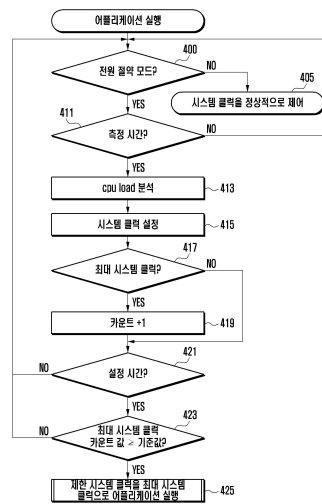 어플리케이션 실행
400
전원 절약 모드?
NO
405
시스템 클럭을 정상적으로 제어
YES
411
측정 시간?
NO
YES
cpu load 분석
413
시스템 클럭 설정
415
417
최대 시스템 클럭?
NO
YES
카운트 +1
419
421
설정 시간?
NO
YES
423
최대 시스템 클럭
카운트 값 ≥ 기준값?
NO
YES
제한 시스템 클럭을 최대 시스템
클럭으로 어플리케이션 실행
425